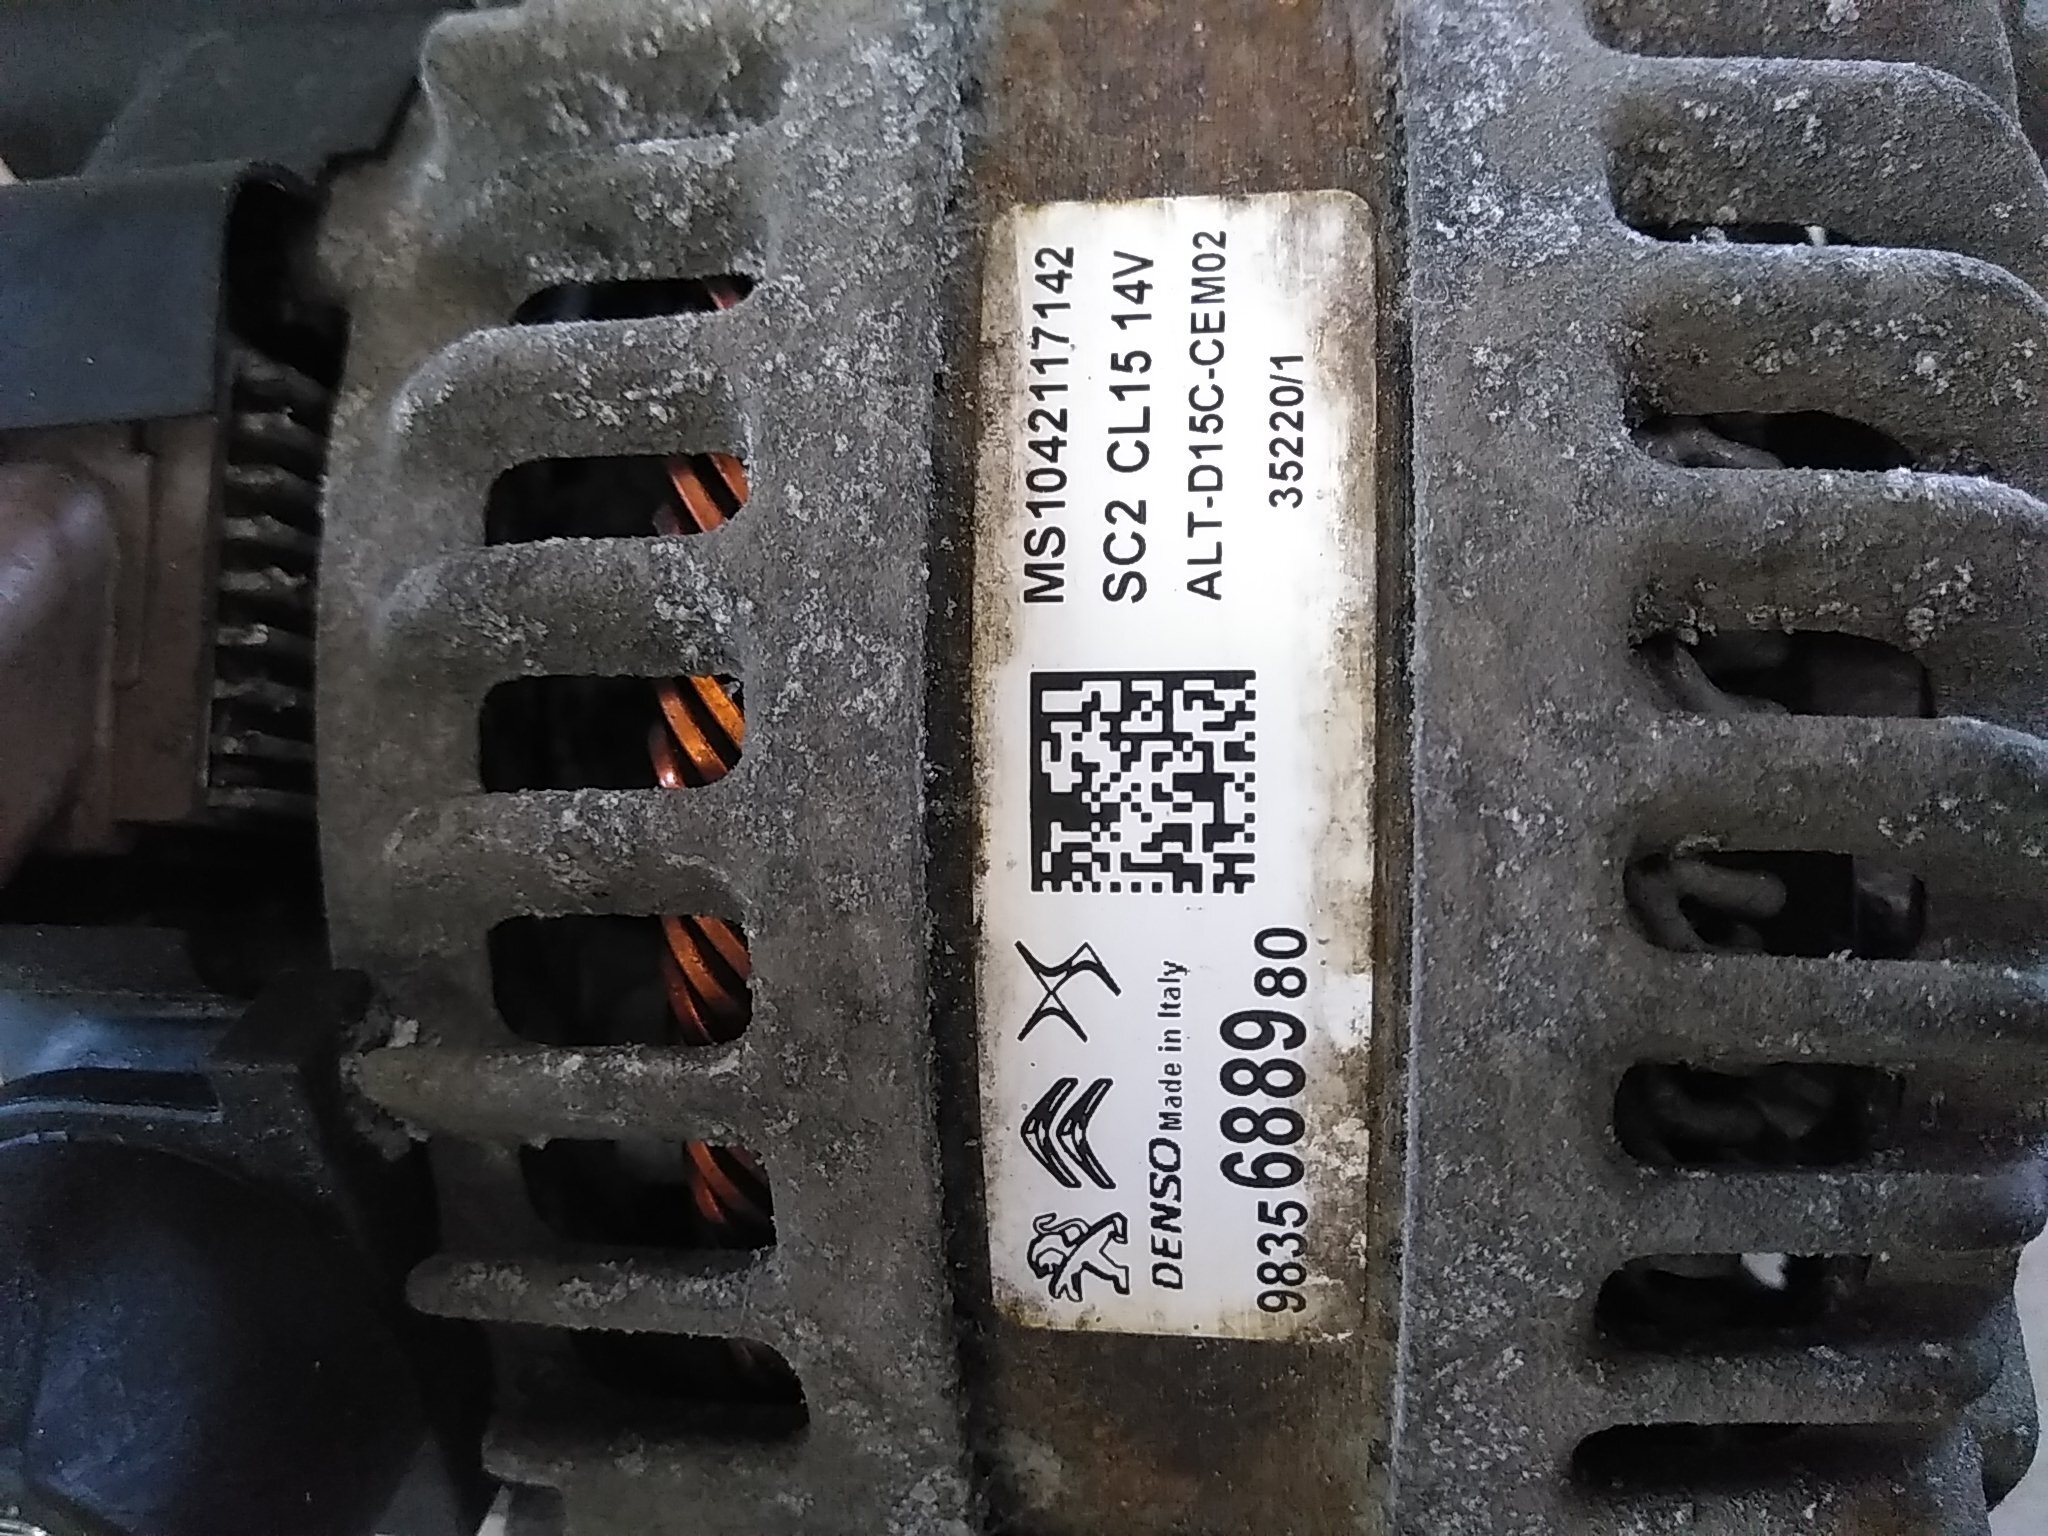 MS1042117142
SC2 CL15 14V
ALT-D15C-CEM02
35220/1
DENSO Made in Italy
9835688980